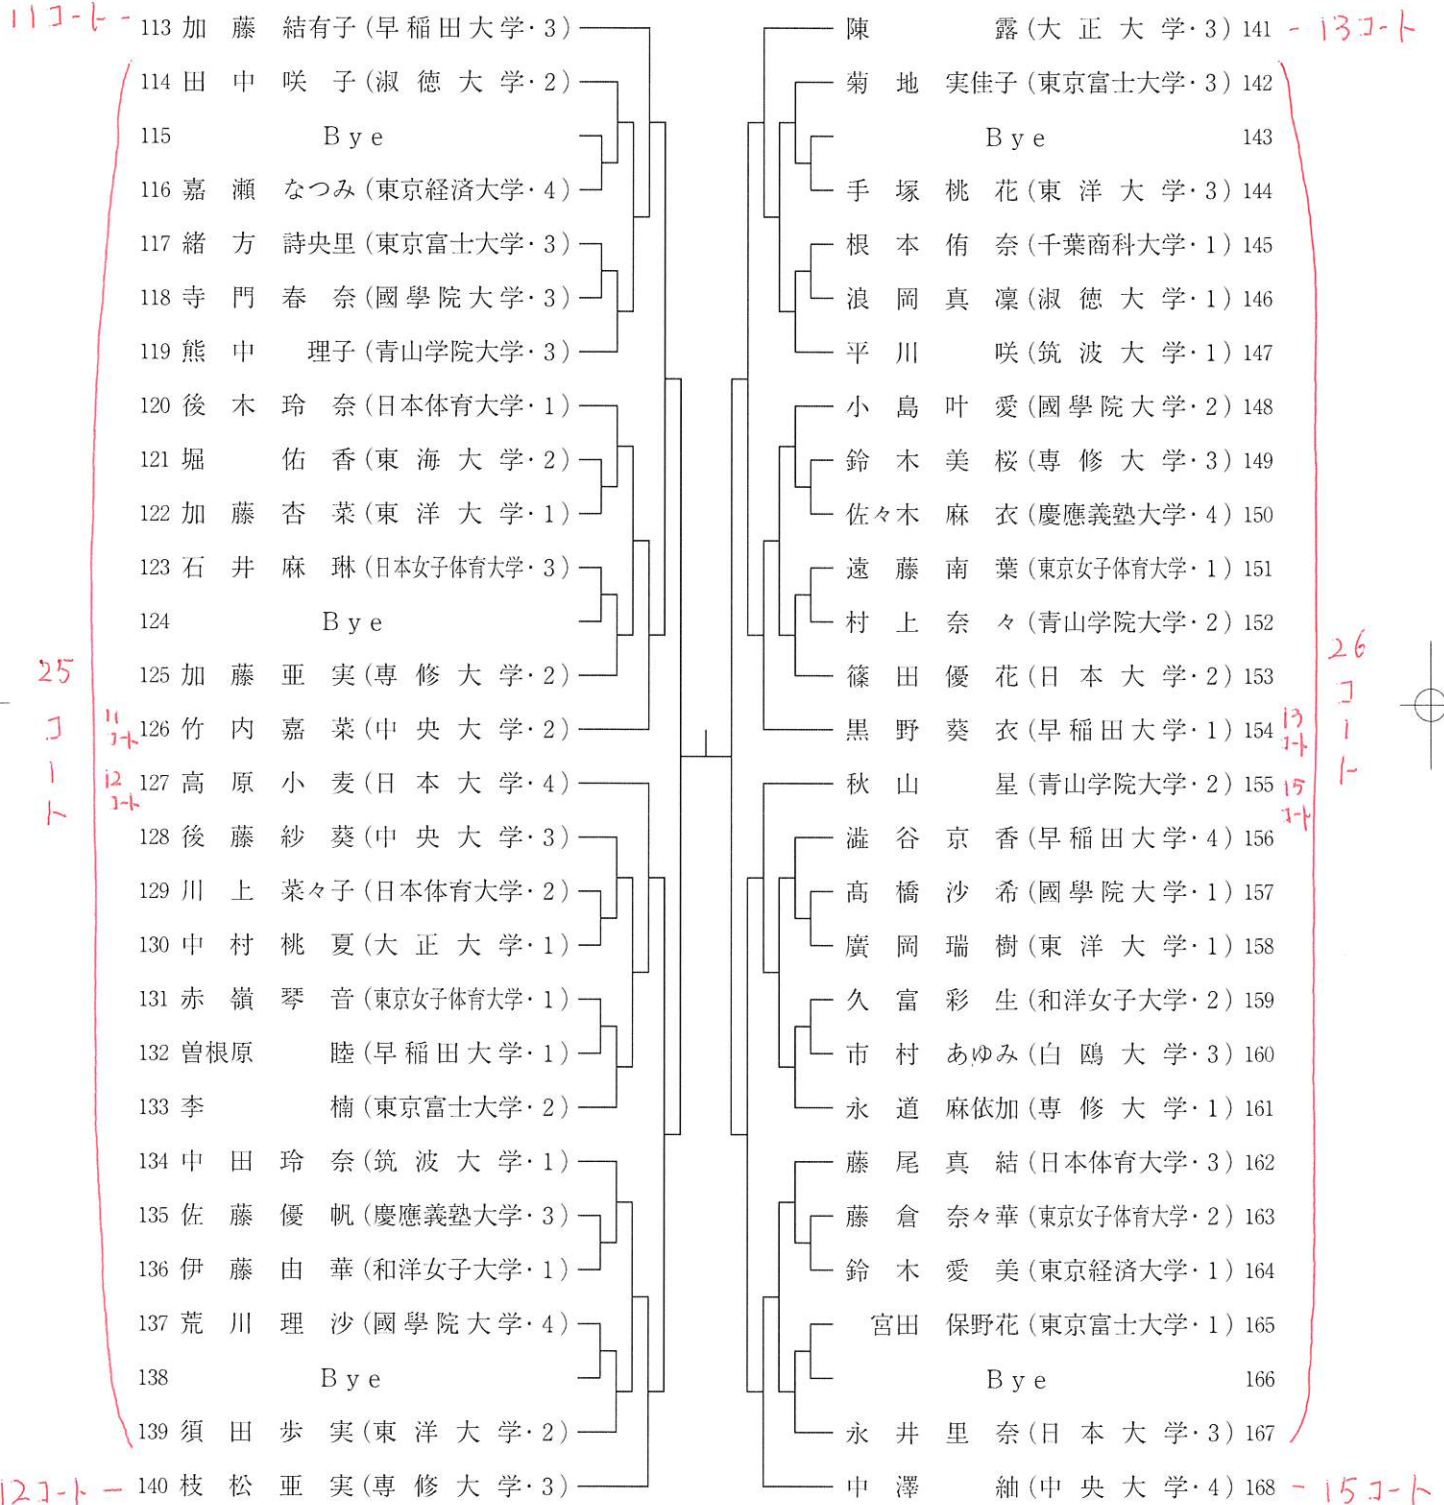 11コート - 113 加藤 結有子 (早稲田大学・3)
114 田中咲子 (淑徳大学・2)
115 Bye
116 嘉瀬 なつみ (東京経済大学・4)
117 緒方 詩央里 (東京富士大学・3)
118 寺門春奈 (國學院大学・3)
119 熊中 理子 (青山学院大学・3)
120 後木玲奈 (日本体育大学・1)
121 堀 佑香 (東海大学・2)
122 加藤杏菜 (東洋大学・1)
123 石井麻琳 (日本女子体育大学・3)
124 Bye
125 加藤亜実 (専修大学・2)
11コート 126 竹内嘉菜 (中央大学・2)
12コート 127 高原小麦 (日本大学・4)
128 後藤紗葵 (中央大学・3)
129 川上 菜々子 (日本体育大学・2)
130 中村桃夏 (大正大学・1)
131 赤嶺琴音 (東京女子体育大学・1)
132 曽根原 睦 (早稲田大学・1)
133 李 楠 (東京富士大学・2)
134 中田玲奈 (筑波大学・1)
135 佐藤優帆 (慶應義塾大学・3)
136 伊藤由華 (和洋女子大学・1)
137 荒川理沙 (國學院大学・4)
138 Bye
139 須田歩実 (東洋大学・2)
12コート - 140 枝松亜実 (専修大学・3)
25コート
陳 露 (大正大学・3) 141 - 13コート
菊地 実佳子 (東京富士大学・3) 142
Bye 143
手塚桃花 (東洋大学・3) 144
根本侑奈 (千葉商科大学・1) 145
浪岡真凜 (淑徳大学・1) 146
平川 咲 (筑波大学・1) 147
小島叶愛 (國學院大学・2) 148
鈴木美桜 (専修大学・3) 149
佐々木 麻衣 (慶應義塾大学・4) 150
遠藤南葉 (東京女子体育大学・1) 151
村上奈々 (青山学院大学・2) 152
篠田優花 (日本大学・2) 153
黒野葵衣 (早稲田大学・1) 154 13コート
秋山 星 (青山学院大学・2) 155 15コート
澁谷京香 (早稲田大学・4) 156
髙橋沙希 (國學院大学・1) 157
廣岡瑞樹 (東洋大学・1) 158
久富彩生 (和洋女子大学・2) 159
市村 あゆみ (白鴎大学・3) 160
永道 麻依加 (専修大学・1) 161
藤尾真結 (日本体育大学・3) 162
藤倉 奈々華 (東京女子体育大学・2) 163
鈴木愛美 (東京経済大学・1) 164
宮田 保野花 (東京富士大学・1) 165
Bye 166
永井里奈 (日本大学・3) 167
中澤 紬 (中央大学・4) 168 - 15コート
26コート